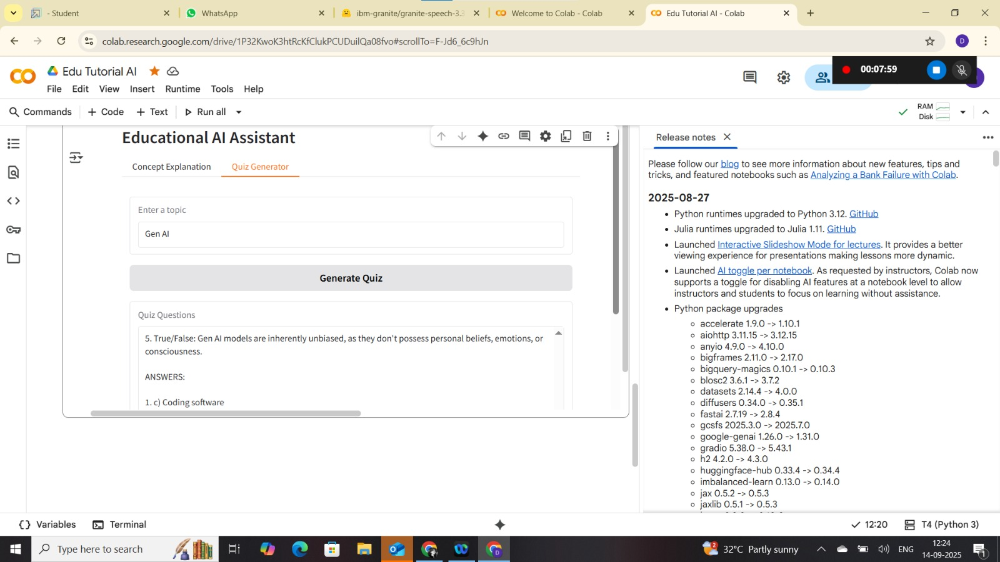 - Student
WhatsApp
ibm-granite/granite-speech-3.3
Welcome to Colab - Colab
Edu Tutorial AI - Colab
colab.research.google.com/drive/1P32KwoK3htRcKfClukPCUDuilQa08fvo#scrollTo=F-Jd6_6c9hJn
D
Edu Tutorial AI
00:07:59
File Edit View Insert Runtime Tools Help
Commands + Code + Text Run all
RAM
Disk
Educational AI Assistant
Concept Explanation Quiz Generator
Enter a topic
Gen AI
Generate Quiz
Quiz Questions
5. True/False: Gen AI models are inherently unbiased, as they don't possess personal beliefs, emotions, or
consciousness.
ANSWERS:
1. c) Coding software
Release notes
Please follow our blog to see more information about new features, tips and
tricks, and featured notebooks such as Analyzing a Bank Failure with Colab.
2025-08-27
Python runtimes upgraded to Python 3.12. GitHub
Julia runtimes upgraded to Julia 1.11. GitHub
Launched Interactive Slideshow Mode for lectures. It provides a better
viewing experience for presentations making lessons more dynamic.
Launched AI toggle per notebook. As requested by instructors, Colab now
supports a toggle for disabling AI features at a notebook level to allow
instructors and students to focus on learning without assistance.
Python package upgrades
accelerate 1.9.0 -> 1.10.1
aiohttp 3.11.15 -> 3.12.15
anyio 4.9.0 -> 4.10.0
bigframes 2.11.0 -> 2.17.0
bigquery-magics 0.10.1 -> 0.10.3
blosc2 3.6.1 -> 3.7.2
datasets 2.14.4 -> 4.0.0
diffusers 0.34.0 -> 0.35.1
fastai 2.7.19 -> 2.8.4
gcsfs 2025.3.0 -> 2025.7.0
google-genai 1.26.0 -> 1.31.0
gradio 5.38.0 -> 5.43.1
h2 4.2.0 -> 4.3.0
huggingface-hub 0.33.4 -> 0.34.4
imbalanced-learn 0.13.0 -> 0.14.0
jax 0.5.2 -> 0.5.3
jaxlib 0.5.1 -> 0.5.3
Variables Terminal
12:20 T4 (Python 3)
Type here to search
2
32°C Partly sunny
ENG
12:24
14-09-2025
1